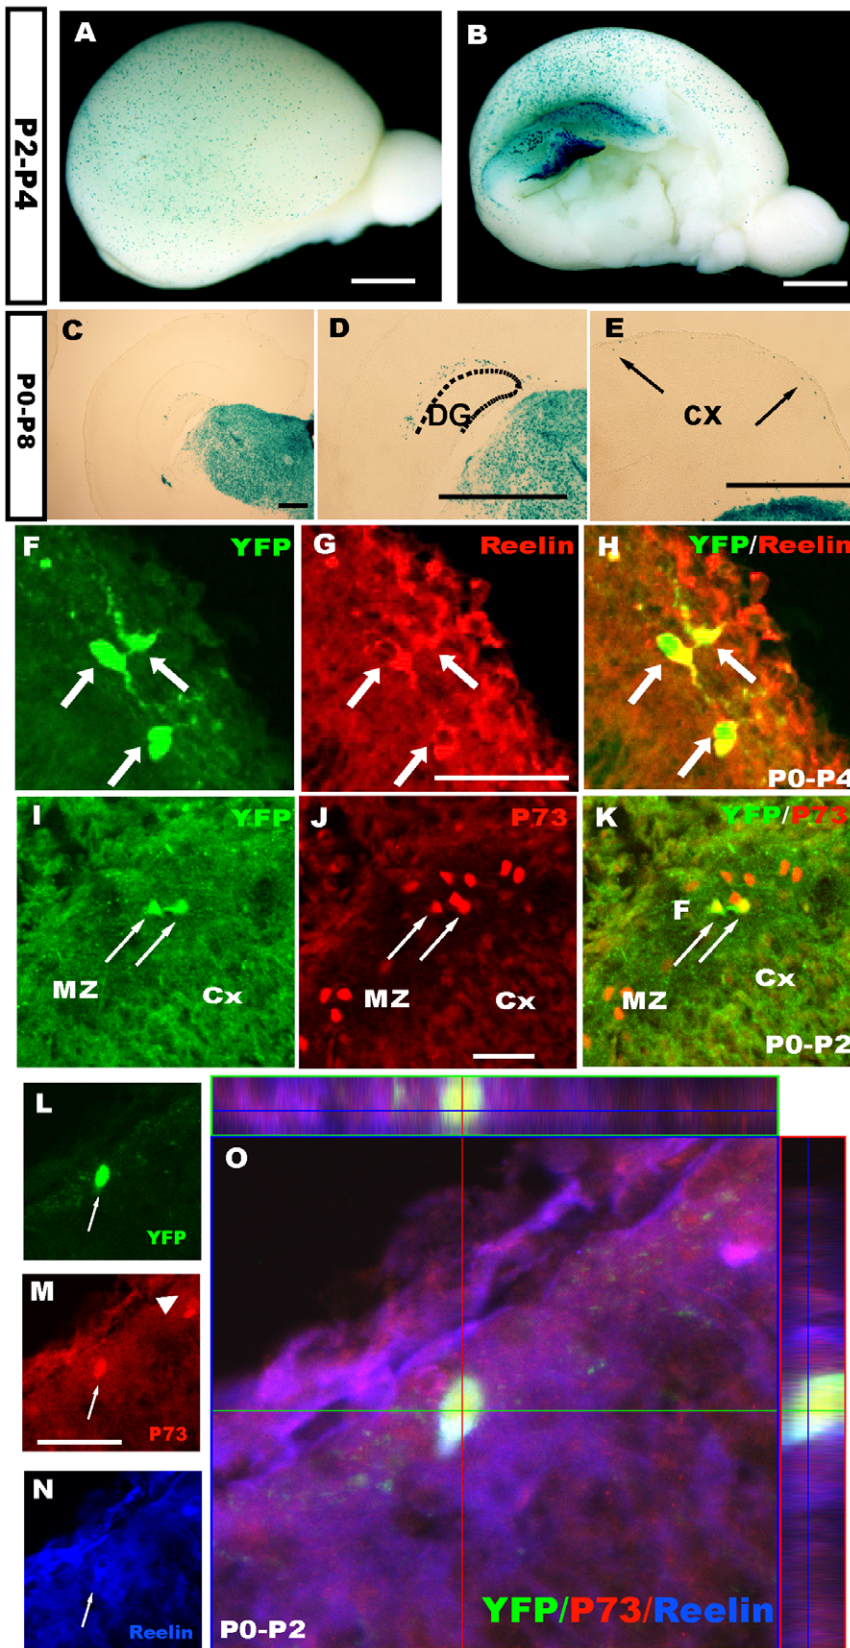 P2-P4
A
B
P0-P8
C
D
DG
E
CX
F
YFP
G
Reelin
H
YFP/Reelin
P0-P4
I
YFP
MZ
Cx
J
P73
MZ
Cx
K
YFP/P73
F
Cx
MZ
P0-P2
L
YFP
M
P73
N
Reelin
O
YFP/P73/Reelin
P0-P2